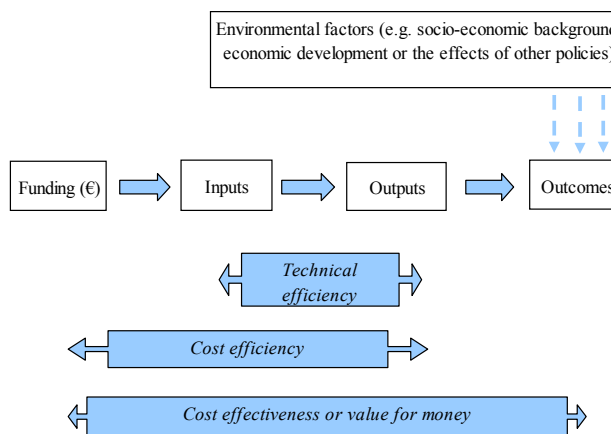 Environmental factors (e.g. socio-economic background
economic development or the effects of other policies)
Funding (€)
Inputs
Outputs
Outcomes
Technical
efficiency
Cost efficiency
Cost effectiveness or value for money